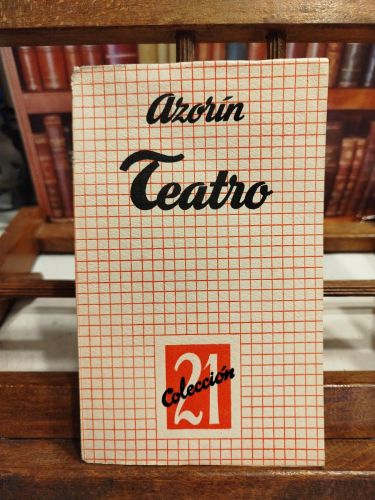 Azorín
Teatro
Colección
21